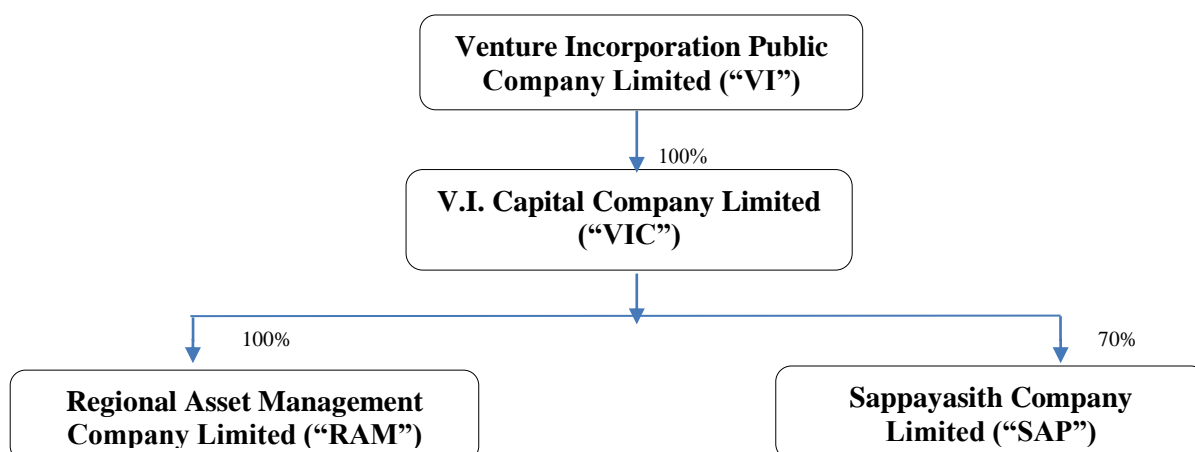 Venture Incorporation Public
Company Limited (“VI”)
100%
V.I. Capital Company Limited
(“VIC”)
100%
70%
Regional Asset Management
Company Limited (“RAM”)
Sappayasith Company
Limited (“SAP”)